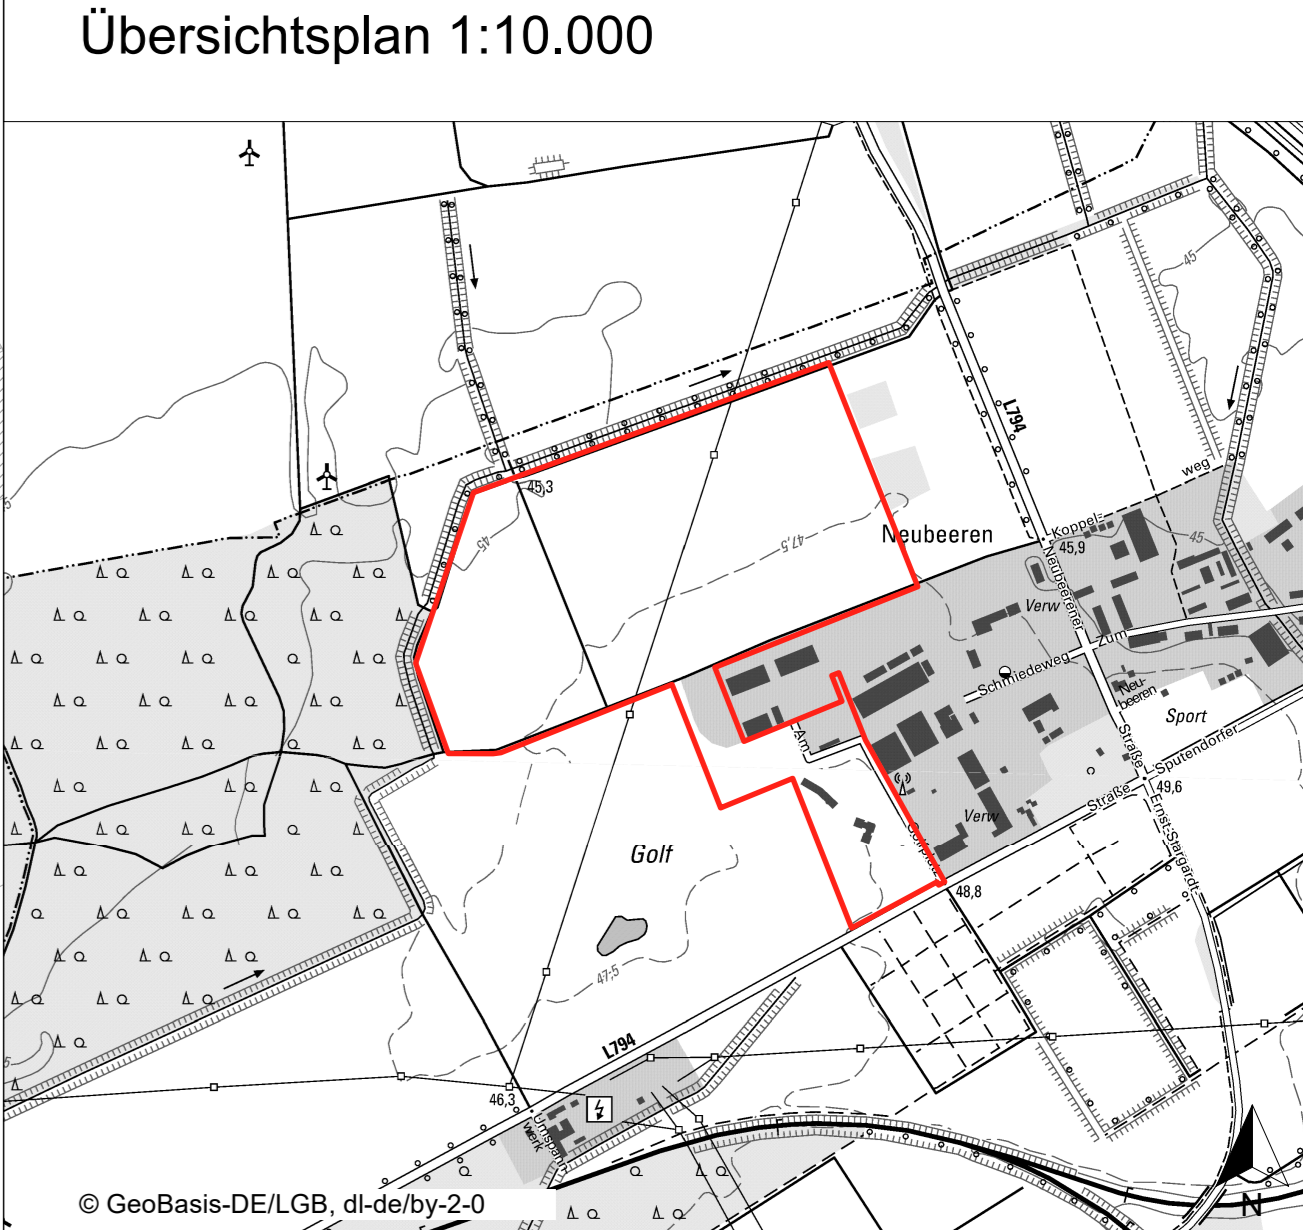 Übersichtsplan 1:10.000
45
L794
weg
45,3
Koppel-
45
47,5
Neubeeren
45,9
45
Neubeerener
Verw
Zum
Schmiedeweg
Neu-
beeren
Sport
Am
Straße
Sputendorfer
49,6
Straße
Verw
Golfplatz
Golf
Ernst-Stargardt-
48,8
47,5
L794
46,3
Umspann-
werk
N
© GeoBasis-DE/LGB, dl-de/by-2-0